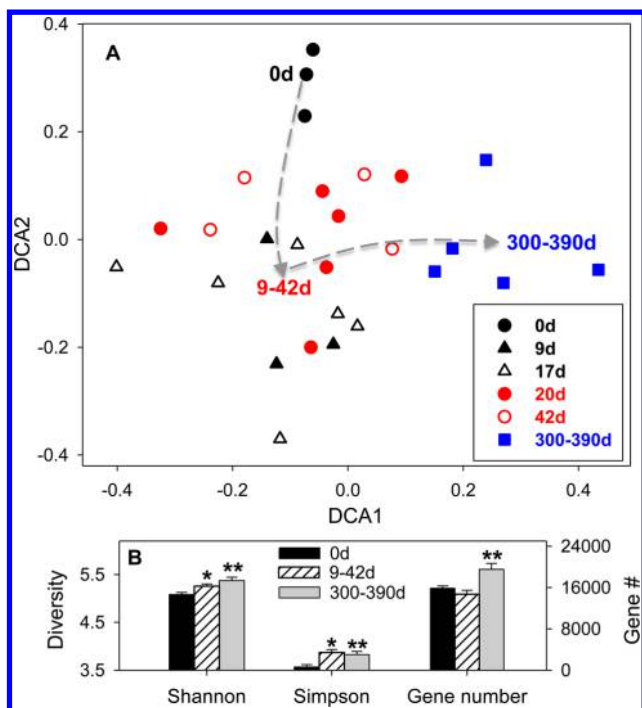 A
0.4
0.2
0.0
-0.2
-0.4
DCA2
0d
9-42d
300-390d
0d
9d
17d
20d
42d
300-390d
-0.4 -0.2 0.0 0.2 0.4
DCA1
B
Diversity
5.5
4.5
3.5
0d
9-42d
300-390d
* **
* **
**
24000
16000
8000
0
Gene #
Shannon Simpson Gene number